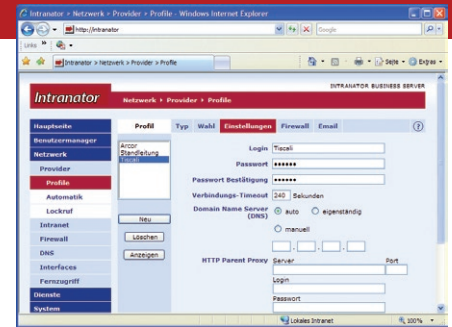 Intranator > Netzwerk > Provider > Profile - Windows Internet Explorer
http://intranator
Google
Links
Intranator > Netzwerk > Provider > Profile
Seite
Extras
INTRANATOR BUSINESS SERVER
Intranator
Netzwerk > Provider > Profile
Hauptseite
Benutzermanager
Netzwerk
Provider
Profile
Automatik
Lockruf
Intranet
Firewall
DNS
Interfaces
Fernzugriff
Dienste
System
Profil
Typ Wahl Einstellungen Firewall Email
Arcor
Standleitung
Tiscali
Neu
Löschen
Anzeigen
Login Tiscali
Passwort ••••••
Passwort Bestätigung ••••••
Verbindungs-Timeout 240 Sekunden
Domain Name Server (DNS) auto eigenständig
manuell
HTTP Parent Proxy Server Port
Login
Passwort
Lokales Intranet
100%